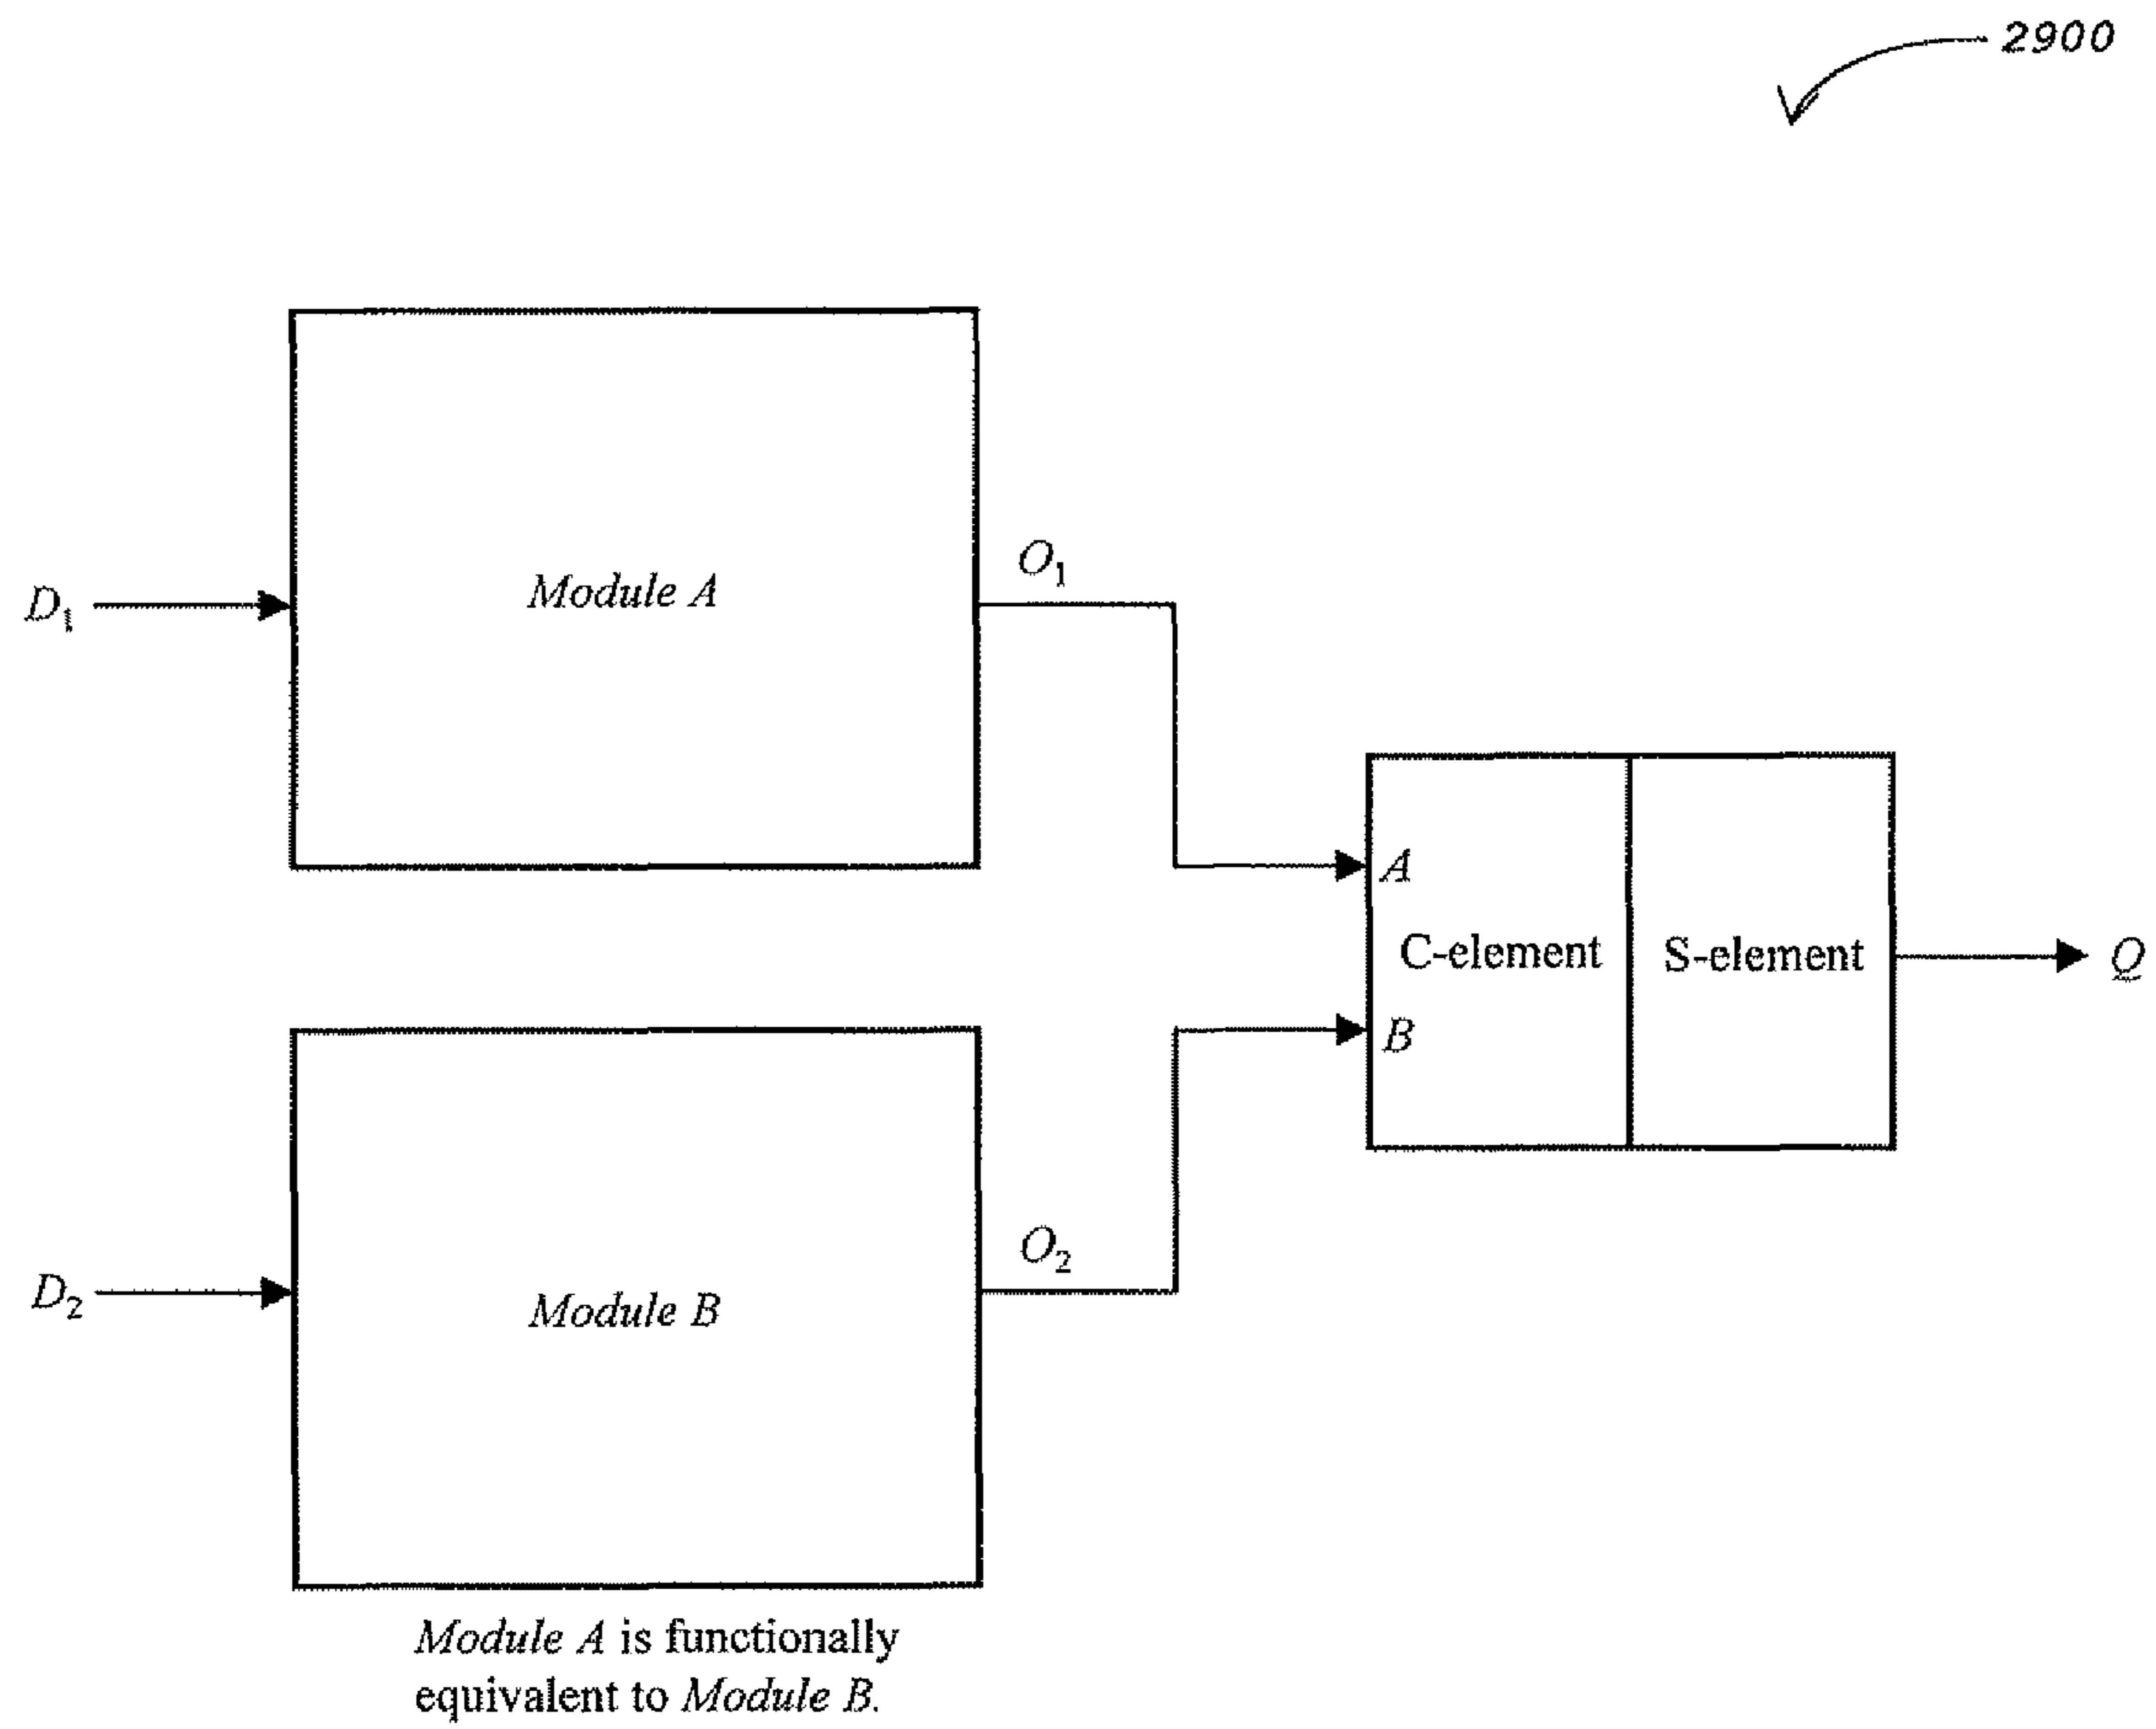 2900
Module A
O₁
D₁
A
C-element
S-element
Q
B
O₂
D₂
Module B
Module A is functionally
equivalent to Module B.